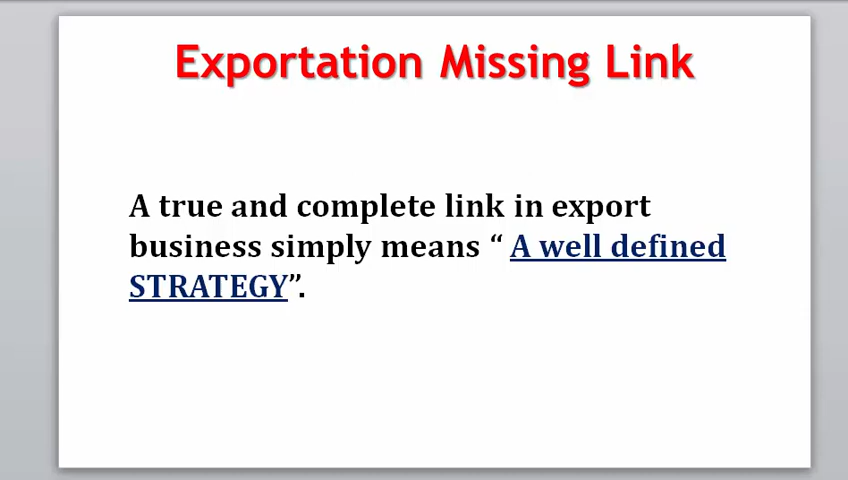 Exportation Missing Link
A true and complete link in export
business simply means “ A well defined
STRATEGY”.